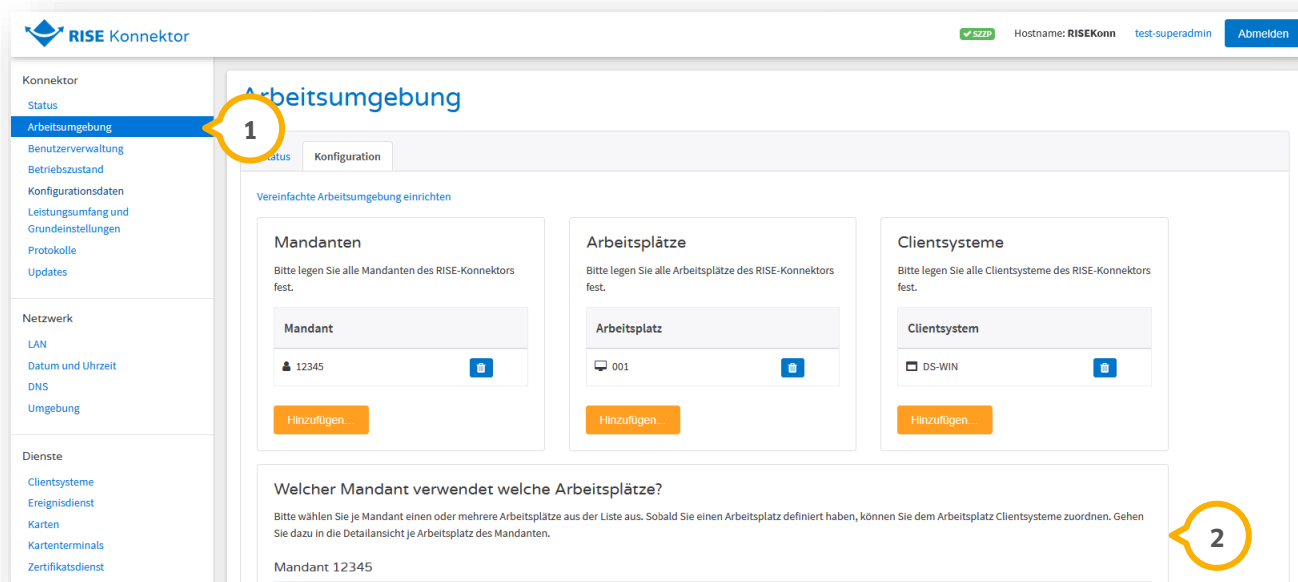 RISE Konnektor
SZZP
Hostname: RISEKonn
test-superadmin
Abmelden
Konnektor
Status
Arbeitsumgebung
Benutzerverwaltung
Betriebszustand
Konfigurationsdaten
Leistungsumfang und
Grundeinstellungen
Protokolle
Updates
Netzwerk
LAN
Datum und Uhrzeit
DNS
Umgebung
Dienste
Clientsysteme
Ereignisdienst
Karten
Kartenterminals
Zertifikatsdienst
1
Arbeitsumgebung
Status
Konfiguration
Vereinfachte Arbeitsumgebung einrichten
Mandanten
Bitte legen Sie alle Mandanten des RISE-Konnektors
fest.
Mandant
12345
Hinzufügen...
Arbeitsplätze
Bitte legen Sie alle Arbeitsplätze des RISE-Konnektors
fest.
Arbeitsplatz
001
Hinzufügen...
Clientsysteme
Bitte legen Sie alle Clientsysteme des RISE-Konnektors
fest.
Clientsystem
DS-WIN
Hinzufügen...
Welcher Mandant verwendet welche Arbeitsplätze?
Bitte wählen Sie je Mandant einen oder mehrere Arbeitsplätze aus der Liste aus. Sobald Sie einen Arbeitsplatz definiert haben, können Sie dem Arbeitsplatz Clientsysteme zuordnen. Gehen
Sie dazu in die Detailansicht je Arbeitsplatz des Mandanten.
Mandant 12345
2